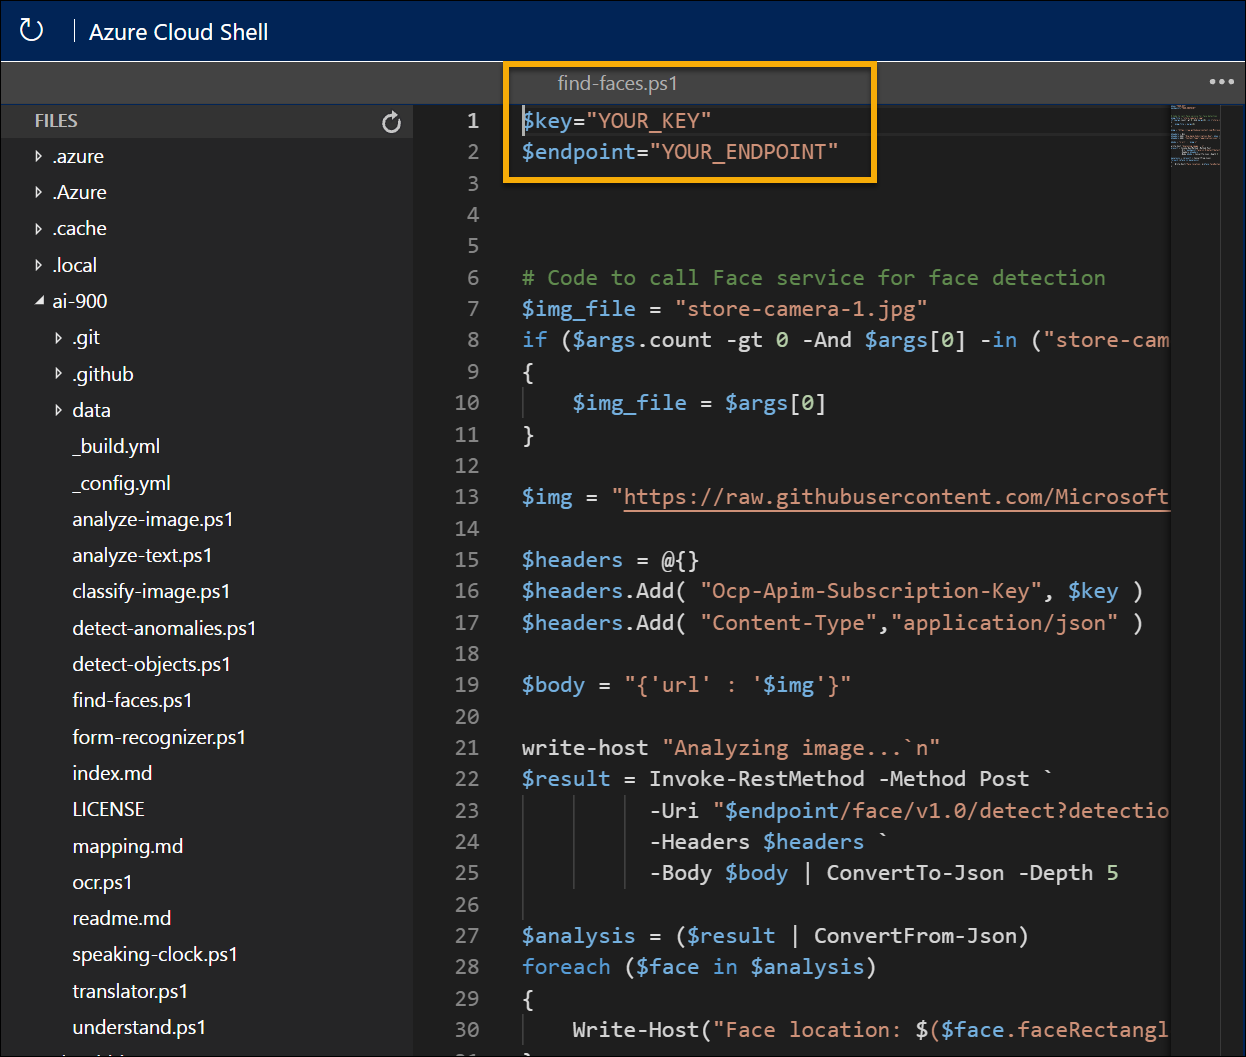 Azure Cloud Shell
find-faces.ps1
FILES
.azure
.Azure
.cache
.local
ai-900
.git
.github
data
_build.yml
_config.yml
analyze-image.ps1
analyze-text.ps1
classify-image.ps1
detect-anomalies.ps1
detect-objects.ps1
find-faces.ps1
form-recognizer.ps1
index.md
LICENSE
mapping.md
ocr.ps1
readme.md
speaking-clock.ps1
translator.ps1
understand.ps1
1 $key="YOUR_KEY"
2 $endpoint="YOUR_ENDPOINT"
3
4
5
6 # Code to call Face service for face detection
7 $img_file = "store-camera-1.jpg"
8 if ($args.count -gt 0 -And $args[0] -in ("store-cam
9 {
10 $img_file = $args[0]
11 }
12
13 $img = "https://raw.githubusercontent.com/Microsoft
14
15 $headers = @{}
16 $headers.Add( "Ocp-Apim-Subscription-Key", $key )
17 $headers.Add( "Content-Type","application/json" )
18
19 $body = "{'url' : '$img'}"
20
21 write-host "Analyzing image...`n"
22 $result = Invoke-RestMethod -Method Post `
23 -Uri "$endpoint/face/v1.0/detect?detectio
24 -Headers $headers `
25 -Body $body | ConvertTo-Json -Depth 5
26
27 $analysis = ($result | ConvertFrom-Json)
28 foreach ($face in $analysis)
29 {
30 Write-Host("Face location: $($face.faceRectangl